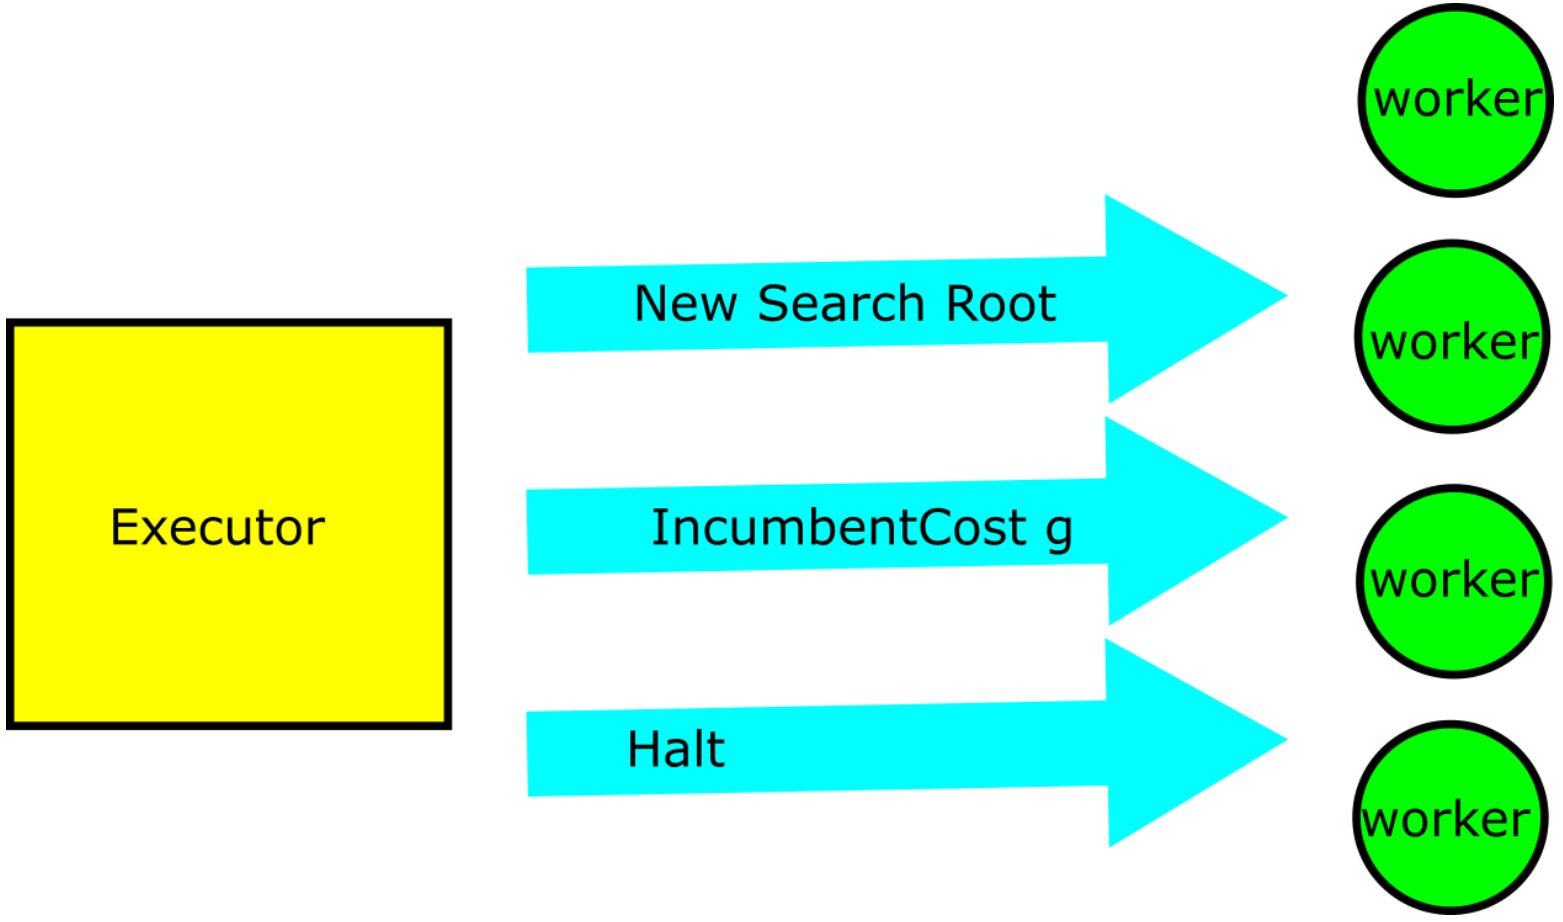 worker
New Search Root
worker
Executor
IncumbentCost g
worker
Halt
worker